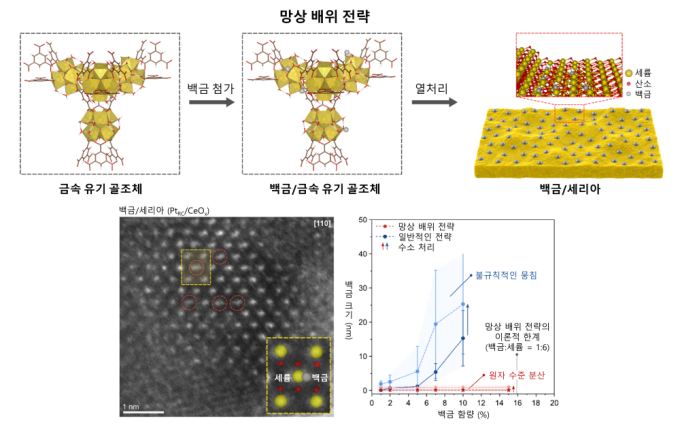 망상 배위 전략
백금 첨가
열처리
세륨
산소
백금
금속 유기 골조체
백금/금속 유기 골조체
백금/세리아
백금/세리아 (PtRC/CeOx)
[110]
세륨
백금
1 nm
백금 크기 (nm)
50
40
30
20
10
0
망상 배위 전략
일반적인 전략
수소 처리
불규칙적인 뭉침
망상 배위 전략의
이론적 한계
(백금:세륨 = 1:6)
원자 수준 분산
0 2 4 6 8 10 12 14 16 18 20
백금 함량 (%)